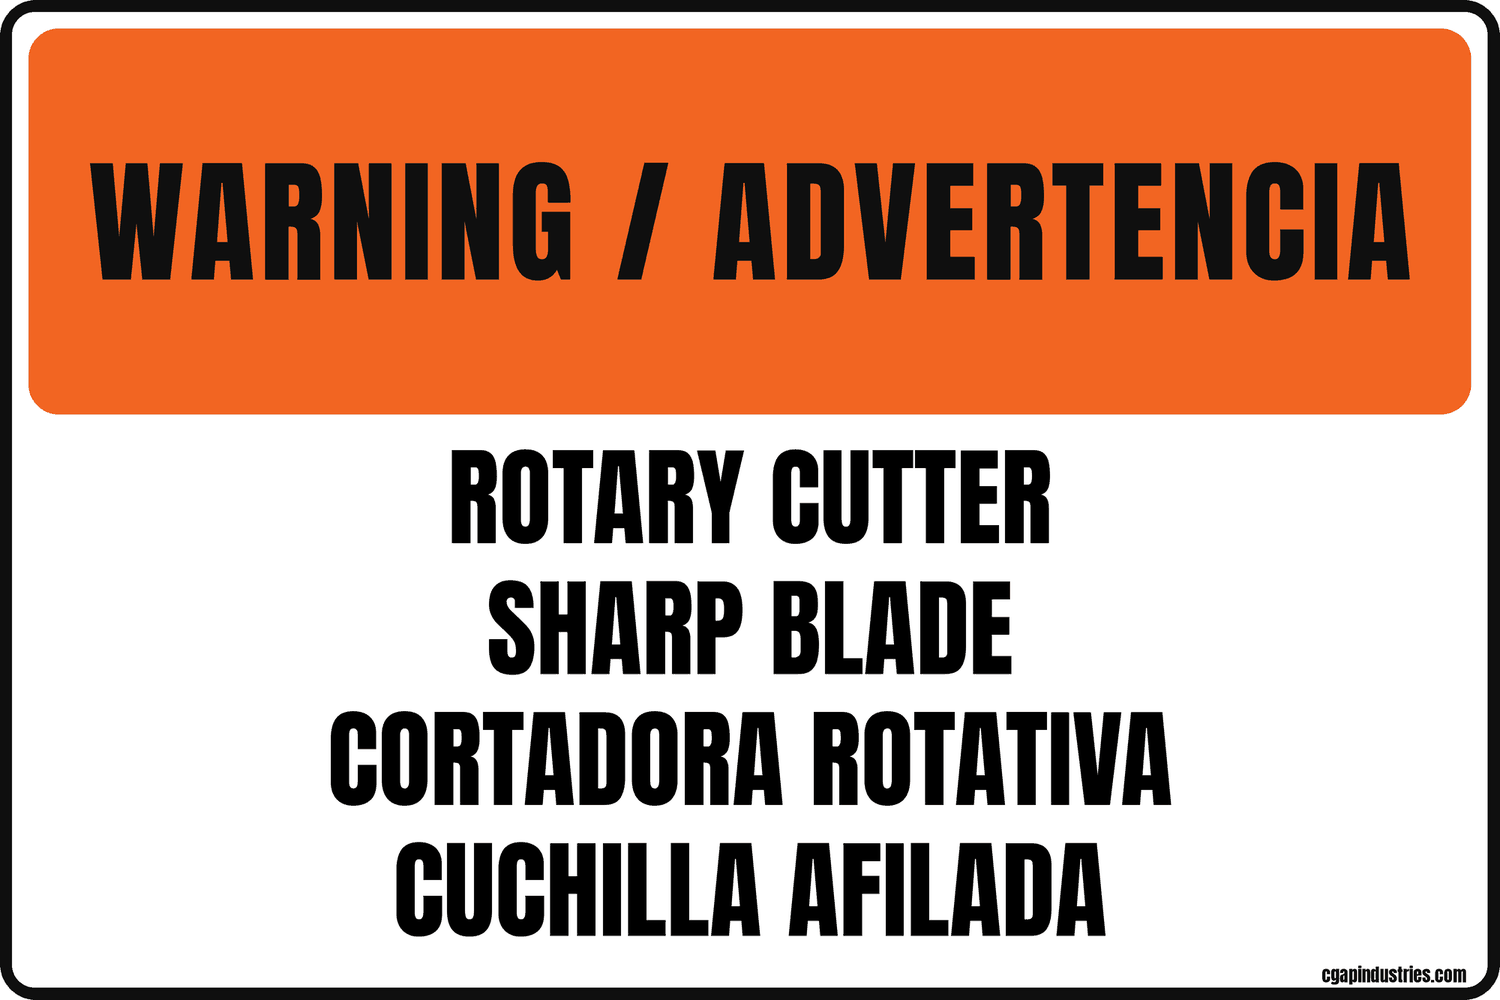 WARNING / ADVERTENCIA
ROTARY CUTTER
SHARP BLADE
CORTADORA ROTATIVA
CUCHILLA AFILADA
cgapindustries.com